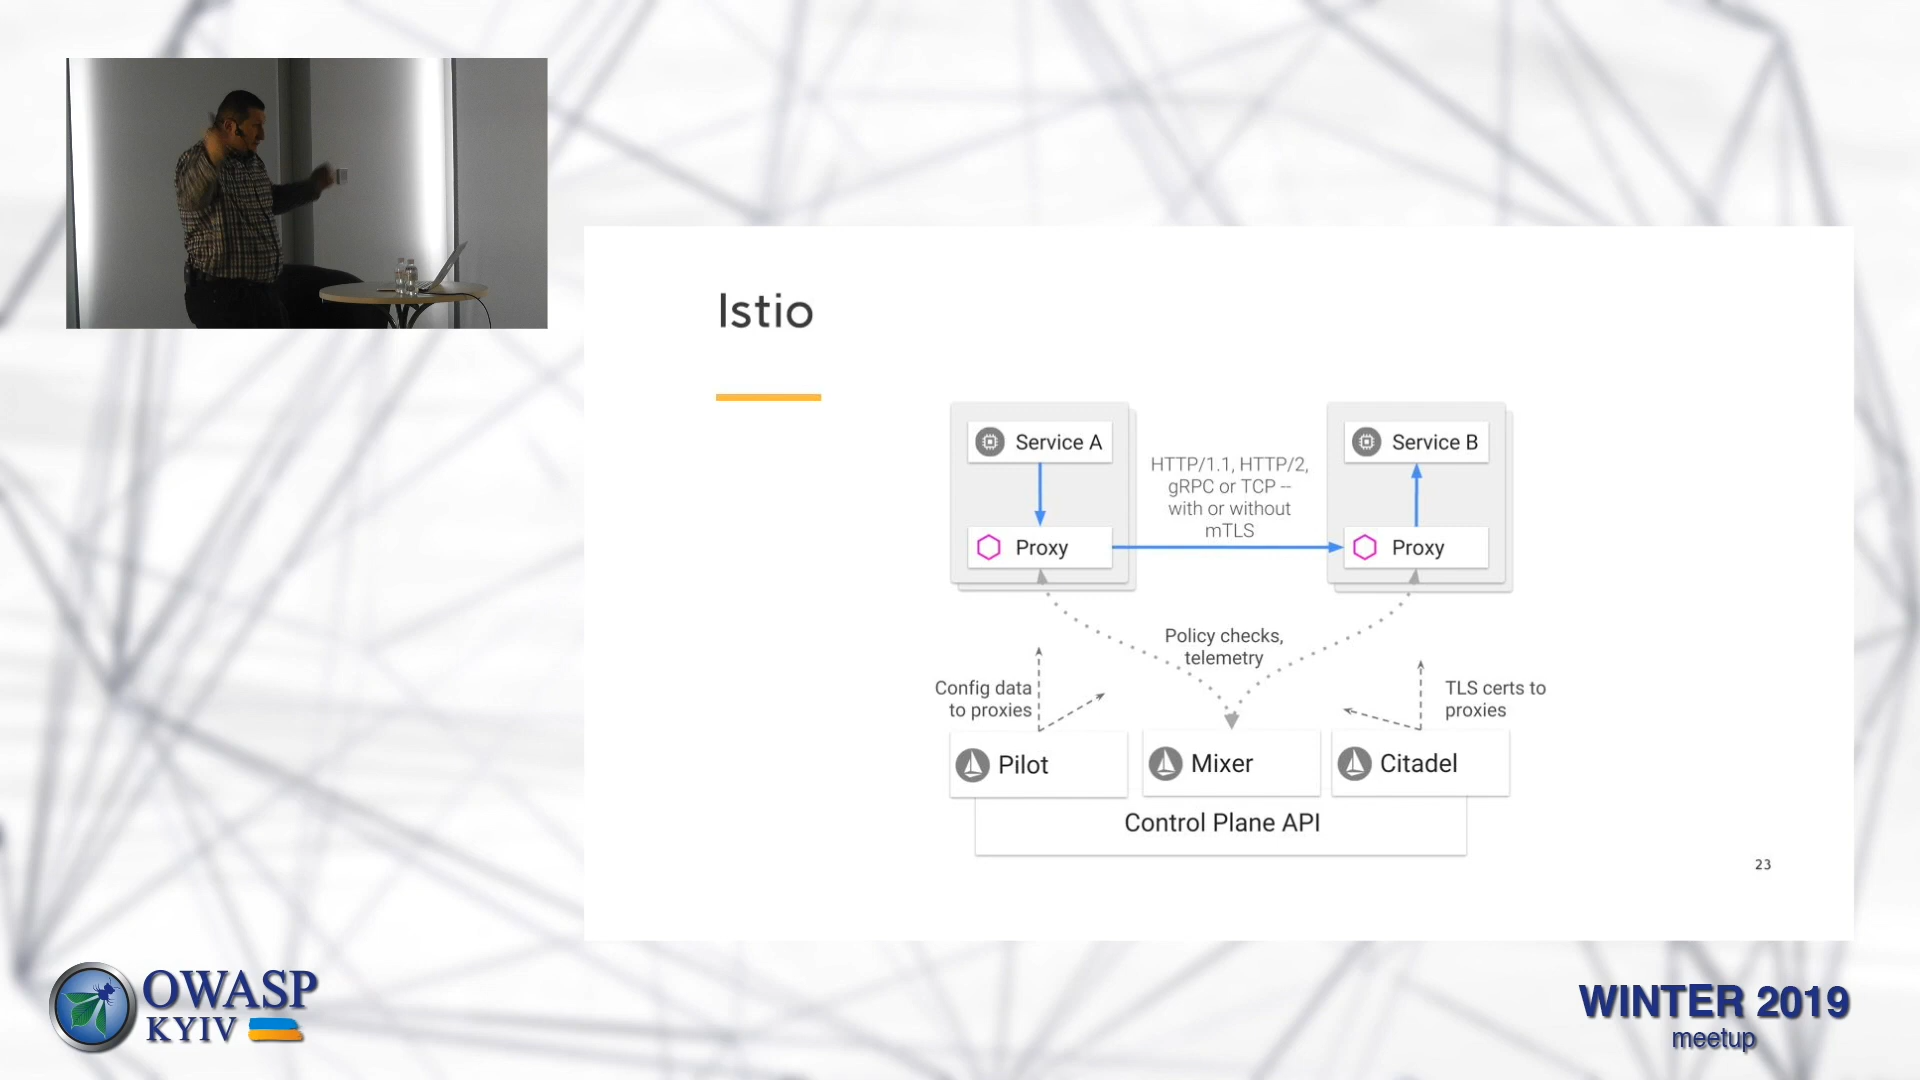 Istio
Service A
Service B
HTTP/1.1, HTTP/2,
gRPC or TCP --
with or without
mTLS
Proxy
Proxy
Policy checks,
telemetry
Config data
to proxies
TLS certs to
proxies
Pilot
Mixer
Citadel
Control Plane API
23
OWASP
KYIV
WINTER 2019
meetup